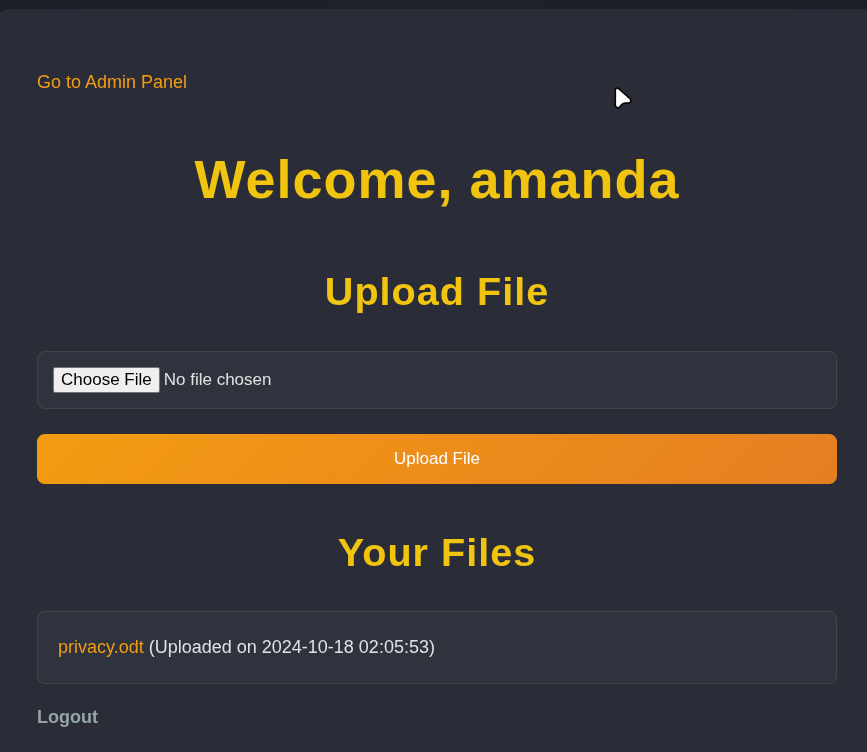 Go to Admin Panel
Welcome, amanda
Upload File
Choose File No file chosen
Upload File
Your Files
privacy.odt (Uploaded on 2024-10-18 02:05:53)
Logout